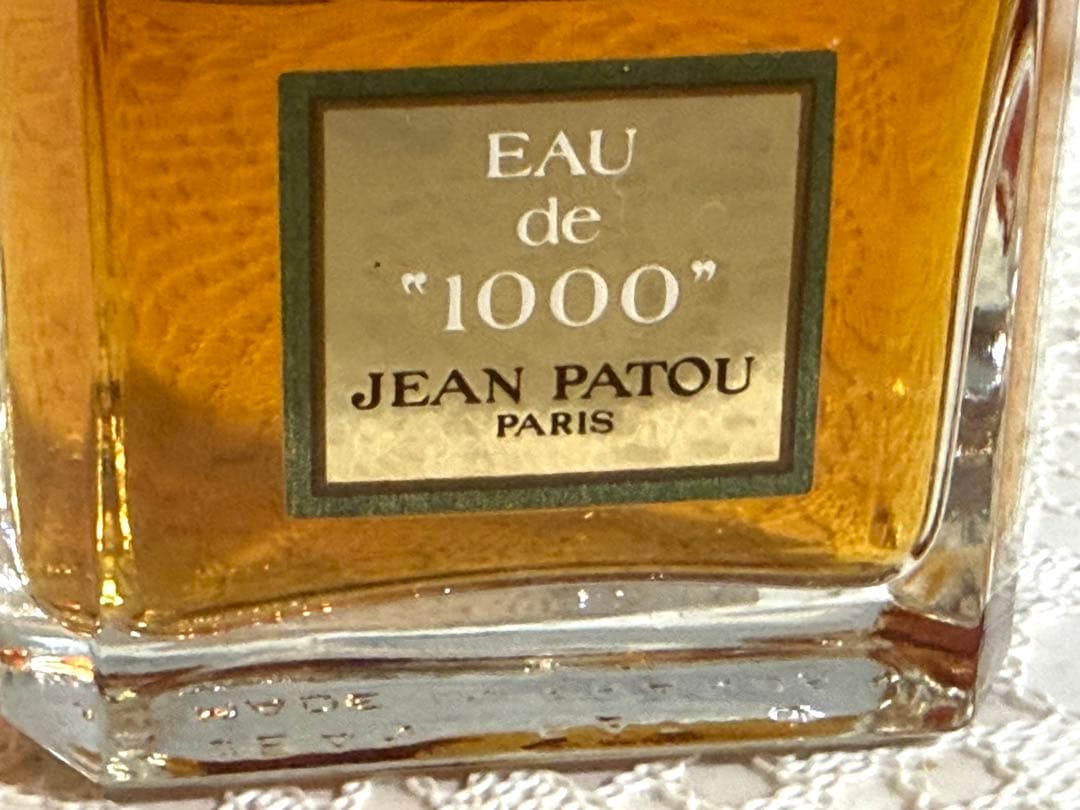 EAU
de
"1000"
JEAN PATOU
PARIS